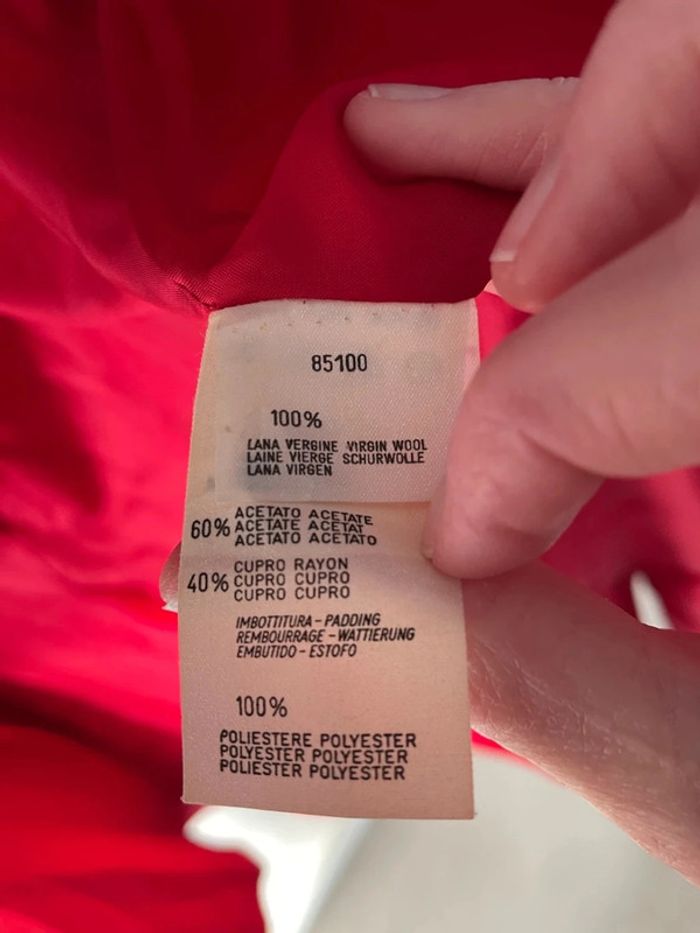 85100
100%
LANA VERGINE VIRGIN WOOL
LAINE VIERGE SCHURWOLLE
LANA VIRGEN
60% ACETATO ACETATE
ACETATE ACETAT
ACETATO ACETATO
40% CUPRO RAYON
CUPRO CUPRO
CUPRO CUPRO
IMBOTTITURA - PADDING
REMBOURRAGE - WATTIERUNG
EMBUTIDO - ESTOFO
100%
POLIESTERE POLYESTER
POLYESTER POLYESTER
POLIESTER POLYESTER